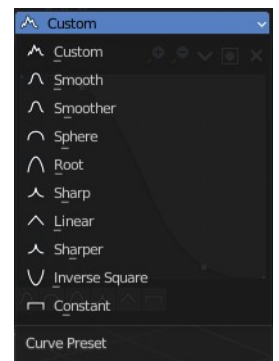 Custom
Custom
Smooth
Smoother
Sphere
Root
Sharp
Linear
Sharper
Inverse Square
Constant
Curve Preset